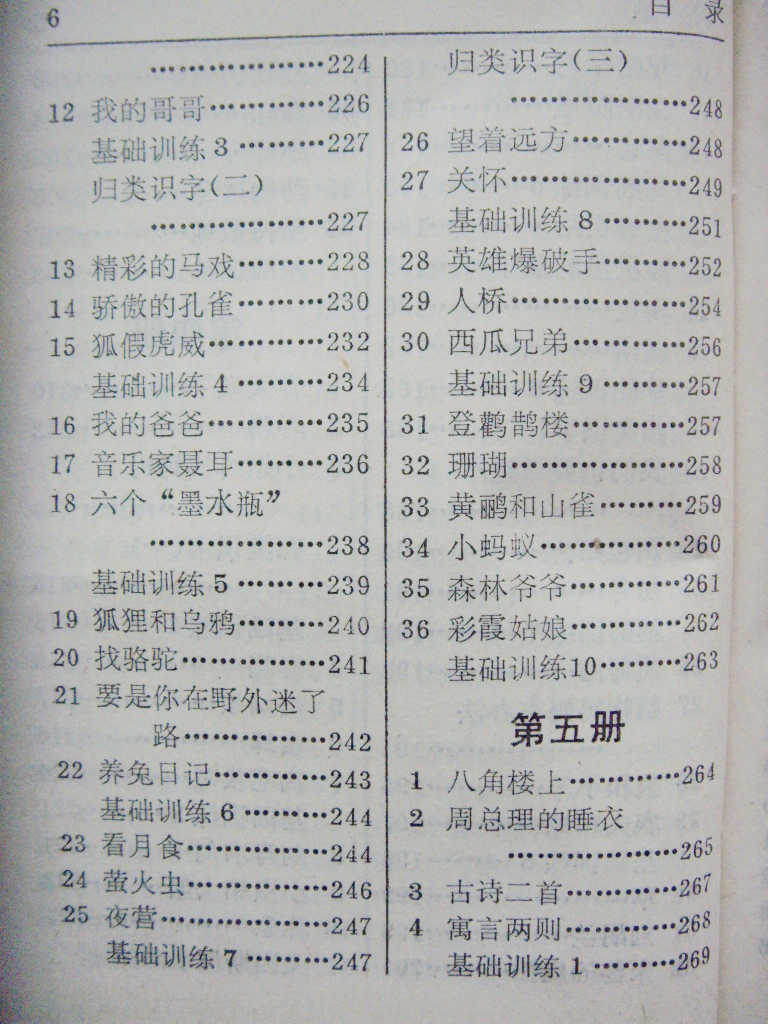 6
目 录
………………224
12 我的哥哥…………226
基础训练3………227
归类识字(二)
………………227
13 精彩的马戏………228
14 骄傲的孔雀………230
15 狐假虎威…………232
基础训练4………234
16 我的爸爸…………235
17 音乐家聂耳………236
18 六个“墨水瓶”
………………238
基础训练5………239
19 狐狸和乌鸦………240
20 找骆驼……………241
21 要是你在野外迷了
路……………242
22 养兔日记…………243
基础训练6………244
23 看月食……………244
24 萤火虫……………246
25 夜营………………247
基础训练7………247
归类识字(三)
………………248
26 望着远方…………248
27 关怀………………249
基础训练8………251
28 英雄爆破手………252
29 人桥………………254
30 西瓜兄弟…………256
基础训练9………257
31 登鹳鹊楼…………257
32 珊瑚………………258
33 黄鹂和山雀………259
34 小蚂蚁……………260
35 森林爷爷…………261
36 彩霞姑娘…………262
基础训练10………263
第五册
1 八角楼上…………264
2 周总理的睡衣
………………265
3 古诗二首…………267
4 寓言两则…………268
基础训练1………269